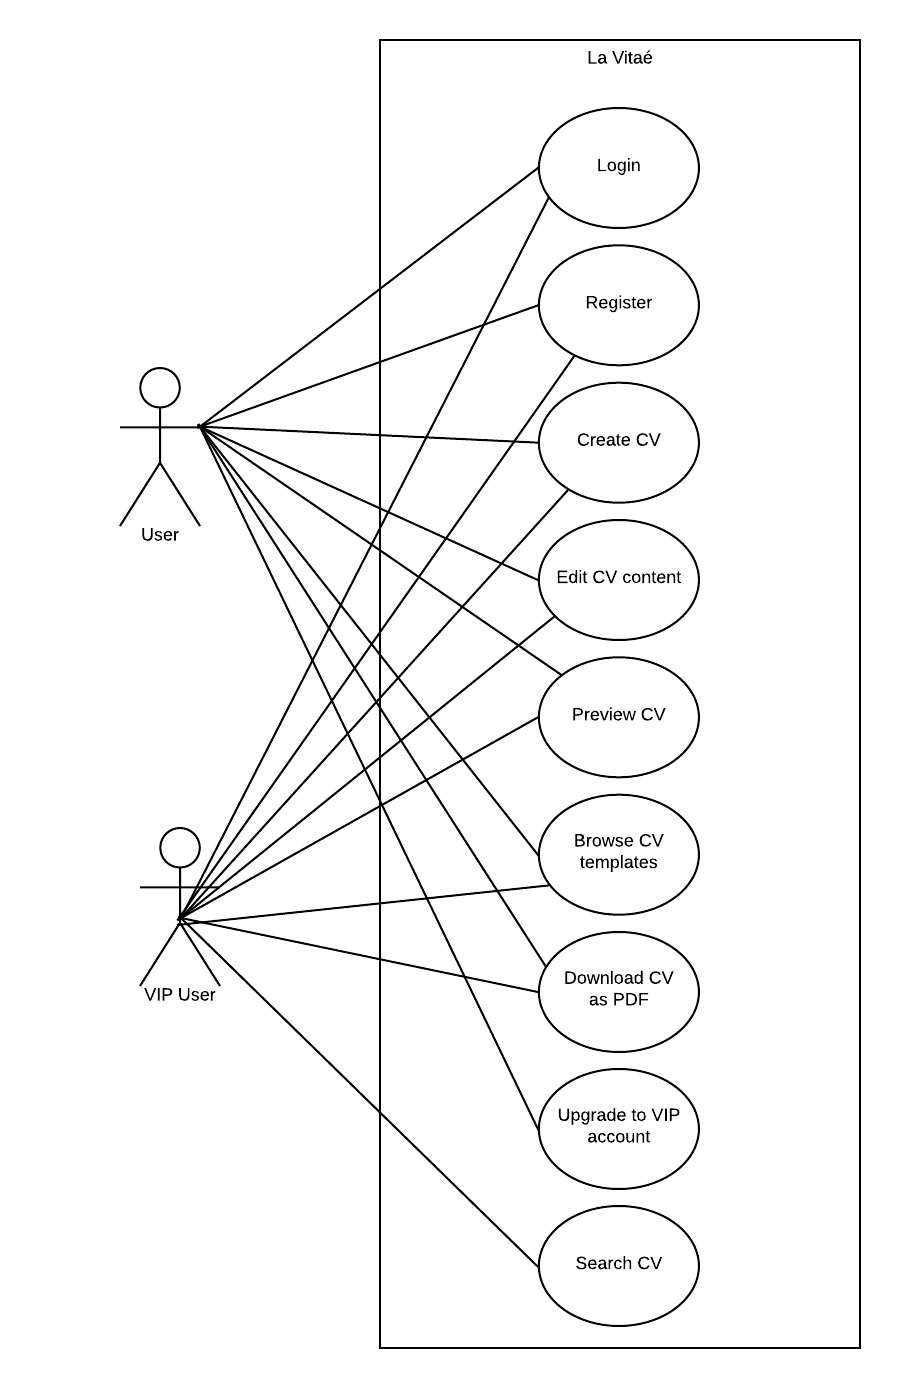 La Vitaé
Login
Register
Create CV
User
Edit CV content
Preview CV
Browse CV
templates
VIP User
Download CV
as PDF
Upgrade to VIP
account
Search CV